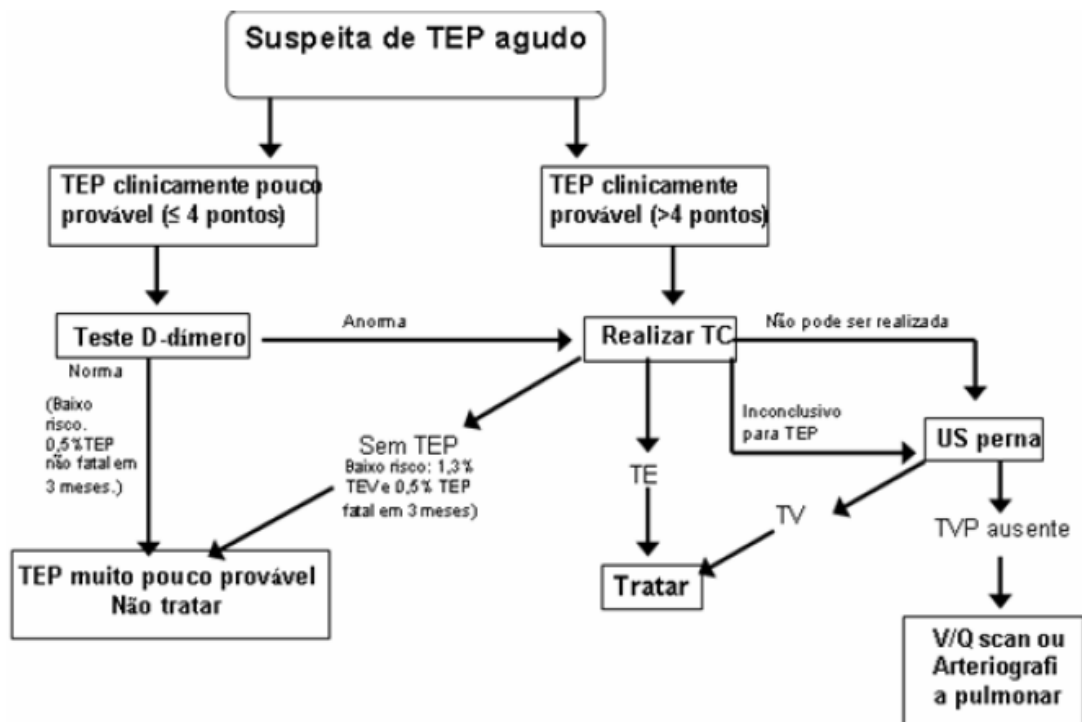 Suspeita de TEP agudo
TEP clinicamente pouco
provável (≤ 4 pontos)
TEP clinicamente
provável (>4 pontos)
Teste D-dímero
Anorma
Realizar TC
Não pode ser realizada
Norma
(Baixo
risco.
0,5%TEP
não fatal em
3 meses.)
Sem TEP
Baixo risco: 1,3%
TEV e 0,5% TEP
fatal em 3 meses)
TE
Inconclusivo
para TEP
US perna
TV
TVP ausente
TEP muito pouco provável
Não tratar
Tratar
V/Q scan ou
Arteriografi
a pulmonar